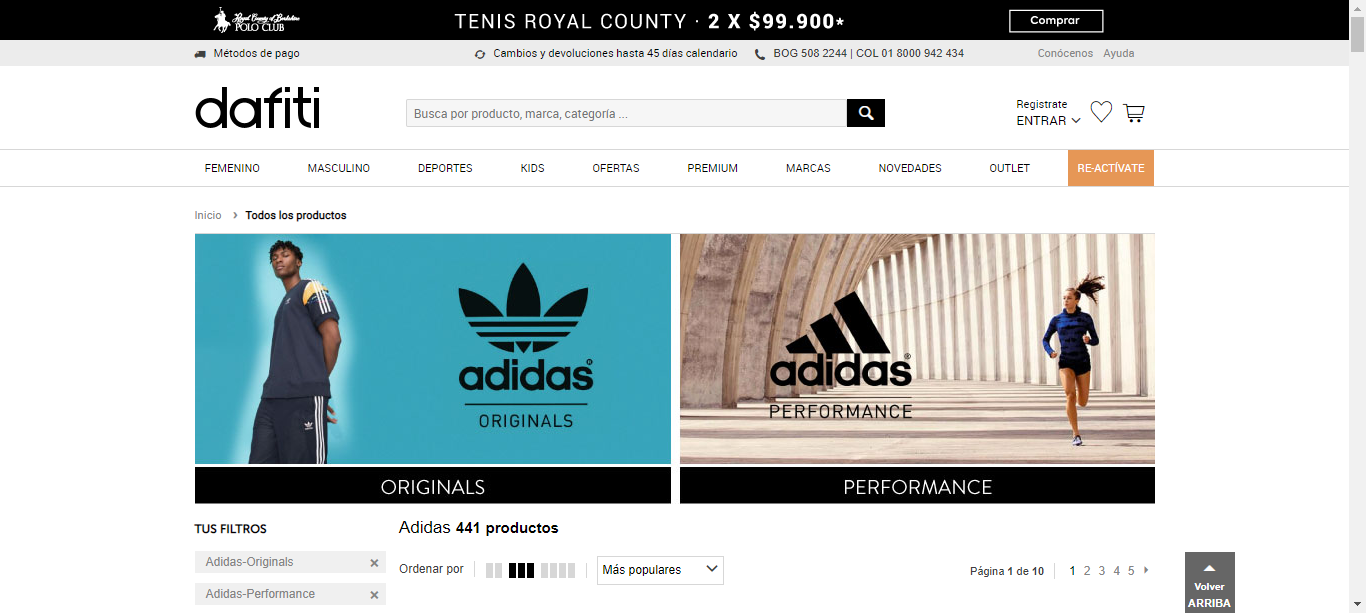 Royal County of Berkshire
POLO CLUB
TENIS ROYAL COUNTY · 2 X $99.900*
Comprar
Métodos de pago
Cambios y devoluciones hasta 45 días calendario
BOG 508 2244 | COL 01 8000 942 434
Conócenos
Ayuda
dafiti
Busca por producto, marca, categoría ...
Registrate
ENTRAR
FEMENINO
MASCULINO
DEPORTES
KIDS
OFERTAS
PREMIUM
MARCAS
NOVEDADES
OUTLET
RE-ACTÍVATE
Inicio > Todos los productos
adidas®
ORIGINALS
adidas®
PERFORMANCE
ORIGINALS
PERFORMANCE
TUS FILTROS
Adidas-Originals ×
Adidas-Performance ×
Adidas 441 productos
Ordenar por
Más populares
Página 1 de 10
1 2 3 4 5
Volver
ARRIBA